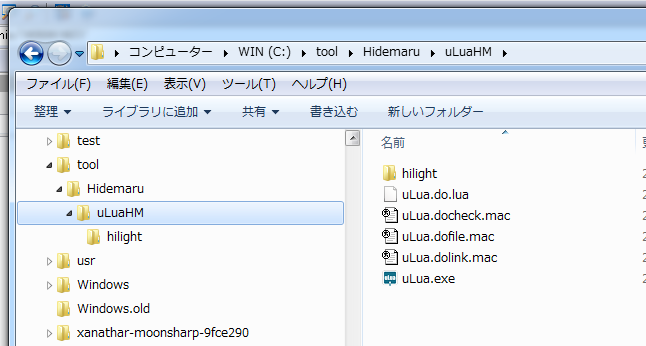 コンピューター ▸ WIN (C:) ▸ tool ▸ Hidemaru ▸ uLuaHM ▸
ファイル(F) 編集(E) 表示(V) ツール(T) ヘルプ(H)
整理 ライブラリに追加 共有 書き込む 新しいフォルダー
test
tool
Hidemaru
uLuaHM
hilight
usr
Windows
Windows.old
xanathar-moonsharp-9fce290
名前
hilight
uLua.do.lua
uLua.docheck.mac
uLua.dofile.mac
uLua.dolink.mac
uLua.exe